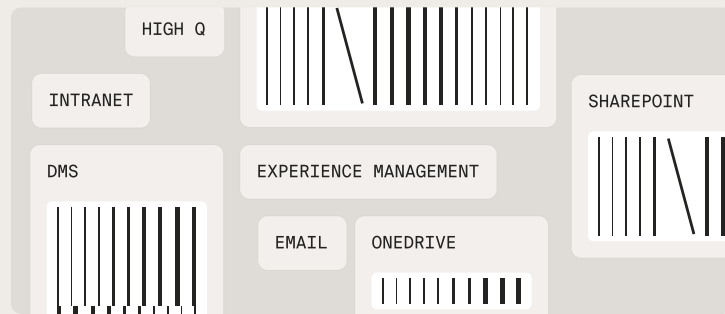 HIGH Q
INTRANET
SHAREPOINT
DMS
EXPERIENCE MANAGEMENT
EMAIL
ONEDRIVE